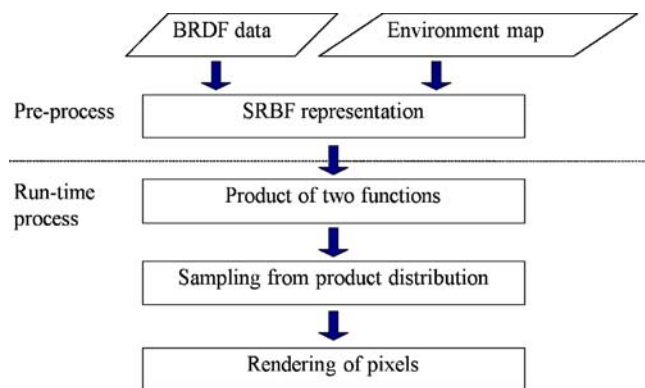 BRDF data
Environment map
Pre-process
SRBF representation
Run-time
process
Product of two functions
Sampling from product distribution
Rendering of pixels